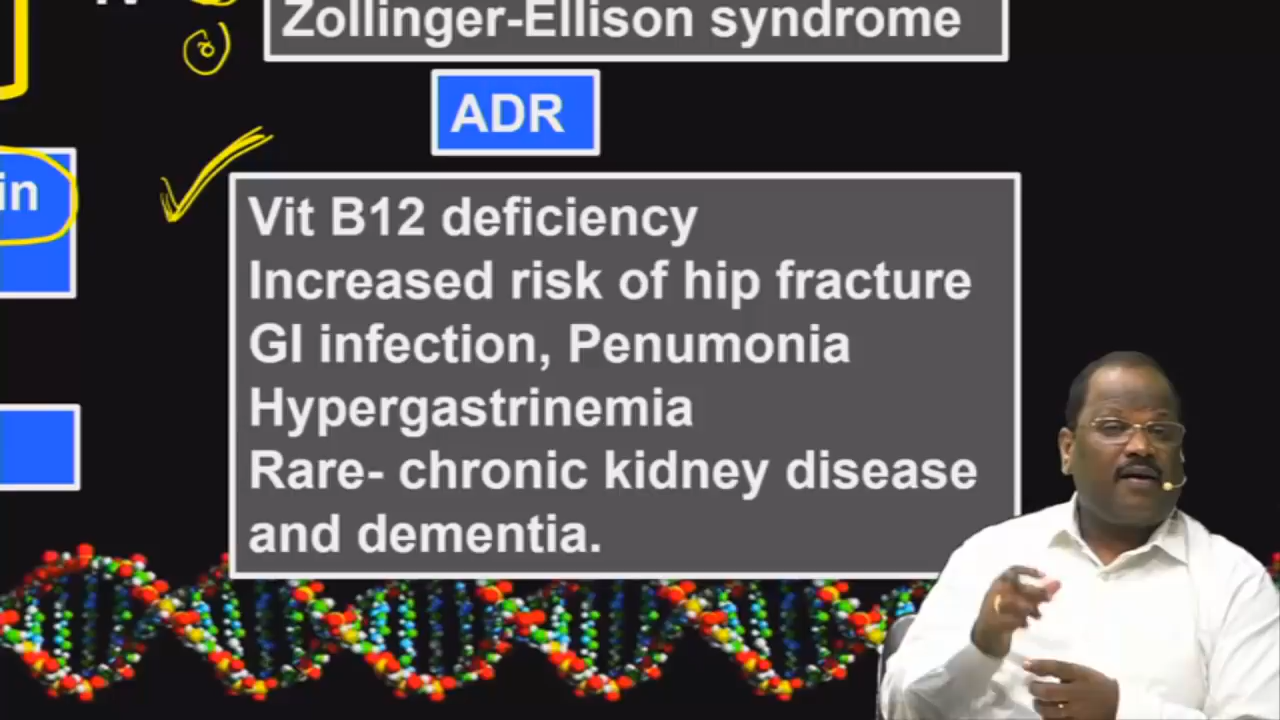 Zollinger-Ellison syndrome
ADR
in
Vit B12 deficiency
Increased risk of hip fracture
GI infection, Penumonia
Hypergastrinemia
Rare- chronic kidney disease
and dementia.